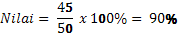 Nilai = 45/50 x 100% = 90%